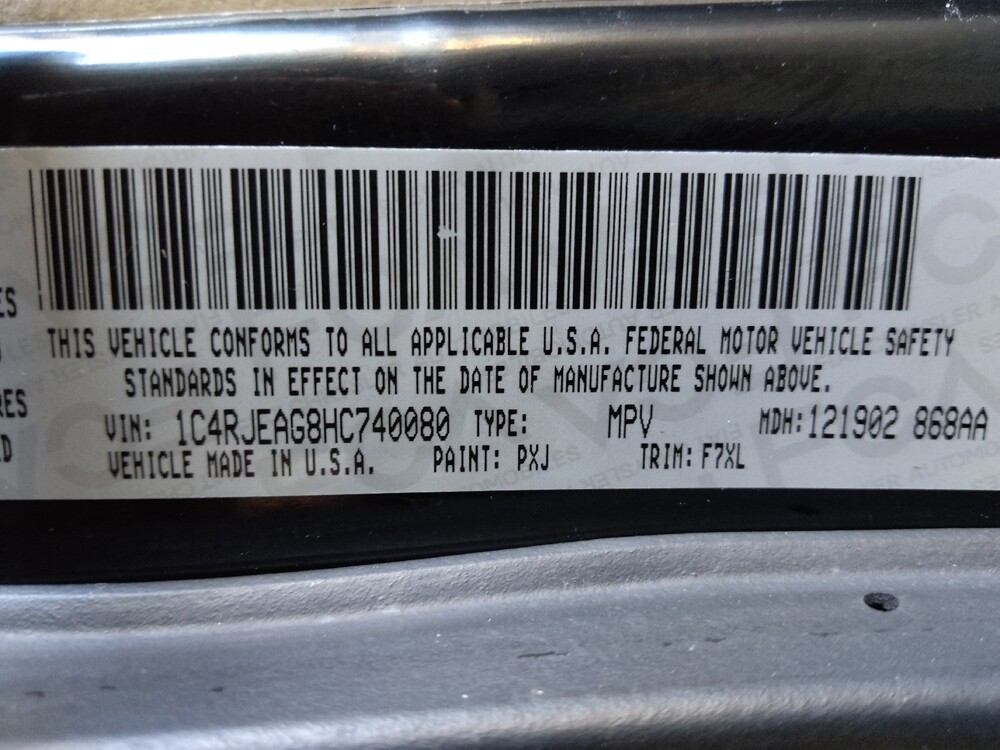 THIS VEHICLE CONFORMS TO ALL APPLICABLE U.S.A. FEDERAL MOTOR VEHICLE SAFETY
STANDARDS IN EFFECT ON THE DATE OF MANUFACTURE SHOWN ABOVE.
VIN: 1C4RJEAG8HC740080 TYPE: MPV MDH:121902 868AA
VEHICLE MADE IN U.S.A. PAINT: PXJ TRIM: F7XL